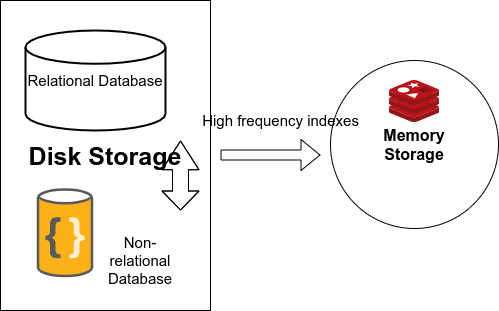 Relational Database
High frequency indexes
Memory
Storage
Disk Storage
{ }
Non-
relational
Database